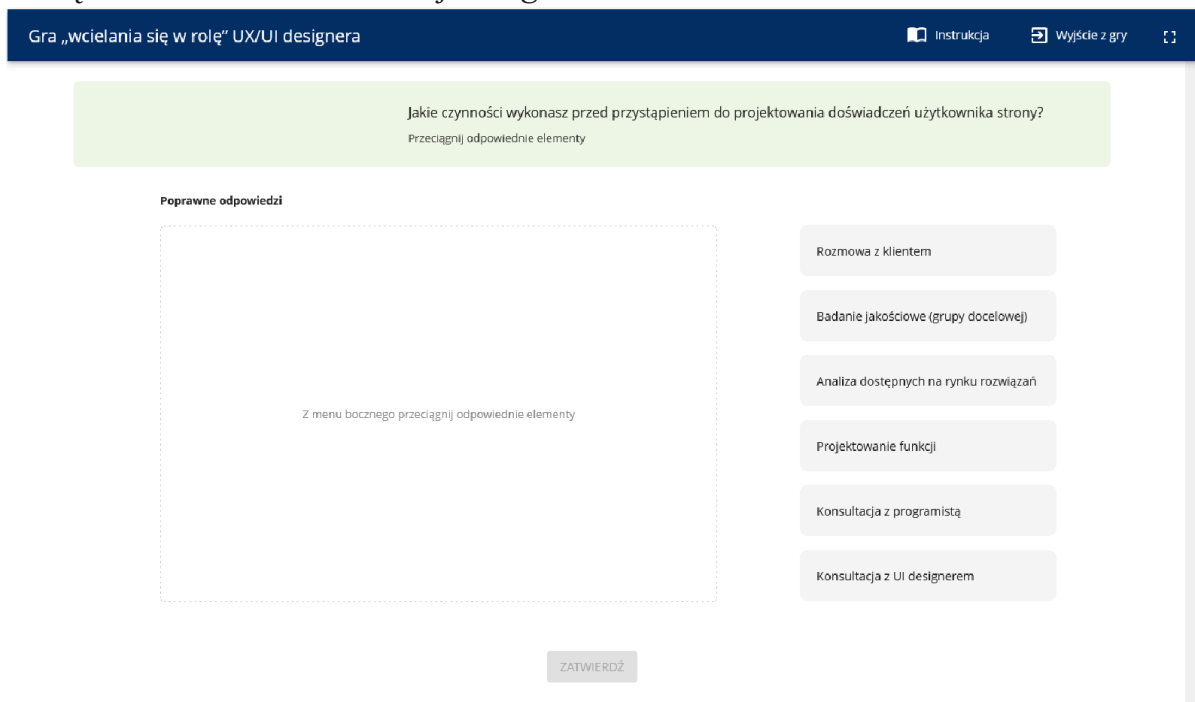 Gra „wcielania się w rolę” UX/UI designera
Instrukcja
Wyjście z gry
Jakie czynności wykonasz przed przystąpieniem do projektowania doświadczeń użytkownika strony?
Przeciągnij odpowiednie elementy
Poprawne odpowiedzi
Z menu bocznego przeciągnij odpowiednie elementy
Rozmowa z klientem
Badanie jakościowe (grupy docelowej)
Analiza dostępnych na rynku rozwiązań
Projektowanie funkcji
Konsultacja z programistą
Konsultacja z UI designerem
ZATWIERDŹ